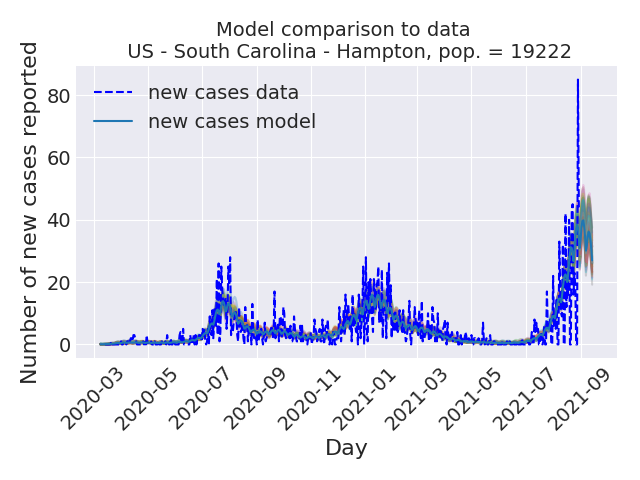 Model comparison to data
US - South Carolina - Hampton, pop. = 19222
Number of new cases reported
80
60
40
20
0
new cases data
new cases model
2020-03
2020-05
2020-07
2020-09
2020-11
2021-01
2021-03
2021-05
2021-07
2021-09
Day